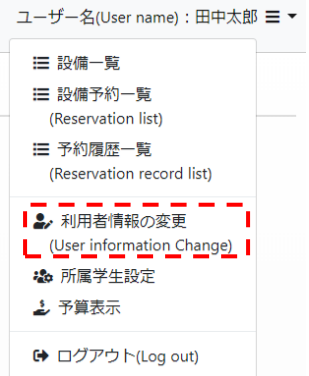 ユーザー名(User name)：田中太郎
設備一覧
設備予約一覧
(Reservation list)
予約履歴一覧
(Reservation record list)
利用者情報の変更
(User information Change)
所属学生設定
予算表示
ログアウト(Log out)